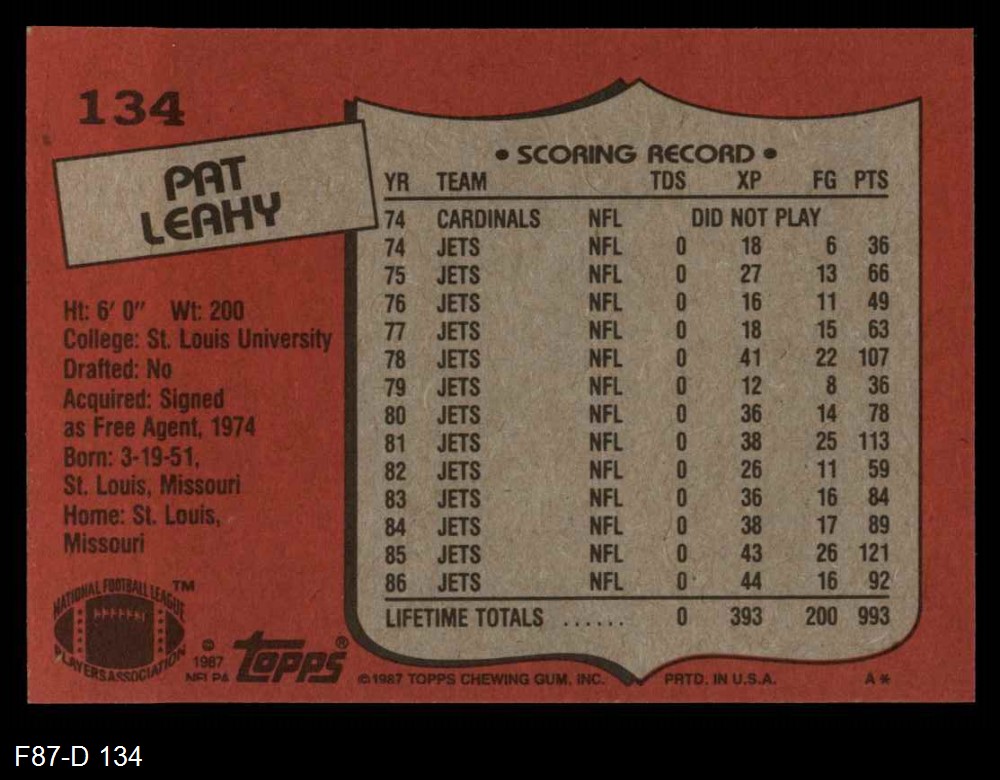 134
PAT
LEAHY
Ht: 6' 0" Wt: 200
College: St. Louis University
Drafted: No
Acquired: Signed
as Free Agent, 1974
Born: 3-19-51,
St. Louis, Missouri
Home: St. Louis,
Missouri
NATIONAL FOOTBALL LEAGUE ™
PLAYERS ASSOCIATION
© 1987
NFLPA
topps®
• SCORING RECORD •
YR TEAM TDS XP FG PTS
74 CARDINALS NFL DID NOT PLAY
74 JETS NFL 0 18 6 36
75 JETS NFL 0 27 13 66
76 JETS NFL 0 16 11 49
77 JETS NFL 0 18 15 63
78 JETS NFL 0 41 22 107
79 JETS NFL 0 12 8 36
80 JETS NFL 0 36 14 78
81 JETS NFL 0 38 25 113
82 JETS NFL 0 26 11 59
83 JETS NFL 0 36 16 84
84 JETS NFL 0 38 17 89
85 JETS NFL 0 43 26 121
86 JETS NFL 0 44 16 92
LIFETIME TOTALS ...... 0 393 200 993
©1987 TOPPS CHEWING GUM, INC. PRTD. IN U.S.A. A*
F87-D 134